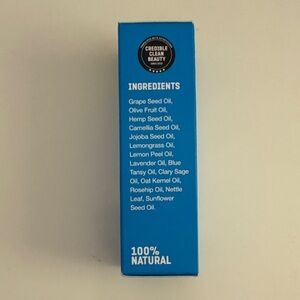 CREDIBLE
CLEAN
BEAUTY
INGREDIENTS
Grape Seed Oil,
Olive Fruit Oil,
Hemp Seed Oil,
Camellia Seed Oil,
Jojoba Seed Oil,
Lemongrass Oil,
Lemon Peel Oil,
Lavender Oil, Blue
Tansy Oil, Clary Sage
Oil, Oat Kernel Oil,
Rosehip Oil, Nettle
Leaf, Sunflower
Seed Oil.
100%
NATURAL